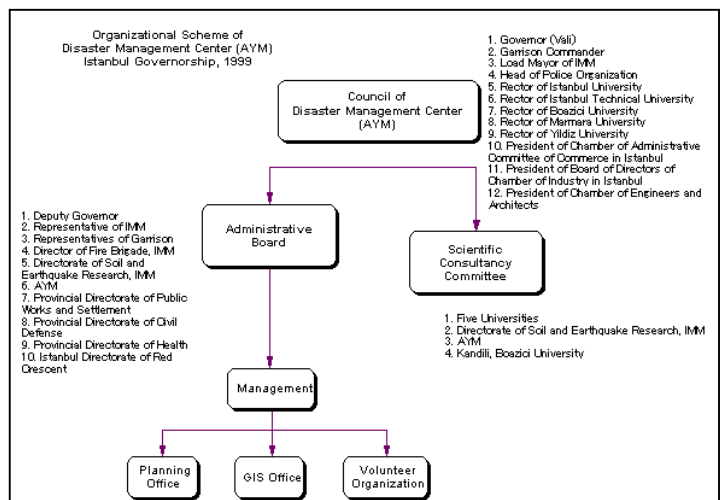 Organizational Scheme of
Disaster Management Center (AYM)
Istanbul Governorship, 1999
Council of
Disaster Management Center
(AYM)
1. Governor (Vali)
2. Garrison Commander
3. Load Mayor of IMM
4. Head of Police Organization
5. Rector of Istanbul University
6. Rector of Istanbul Technical University
7. Rector of Boazici University
8. Rector of Marmara University
9. Rector of Yildiz University
10. President of Chamber of Administrative
Committee of Commerce in Istanbul
11. President of Board of Directors of
Chamber of Industry in Istanbul
12. President of Chamber of Engineers and
Architects
1. Deputy Governor
2. Representative of IMM
3. Representatives of Garrison
4. Director of Fire Brigade, IMM
5. Directorate of Soil and
Earthquake Research, IMM
6. AYM
7. Provincial Directorate of Public
Works and Settlement
8. Provincial Directorate of Civil
Defense
9. Provincial Directorate of Health
10. Istanbul Directorate of Red
Crescent
Administrative
Board
Scientific
Consultancy
Committee
1. Five Universities
2. Directorate of Soil and Earthquake Research, IMM
3. AYM
4. Kandili, Boazici University
Management
Planning
Office
GIS Office
Volunteer
Organization